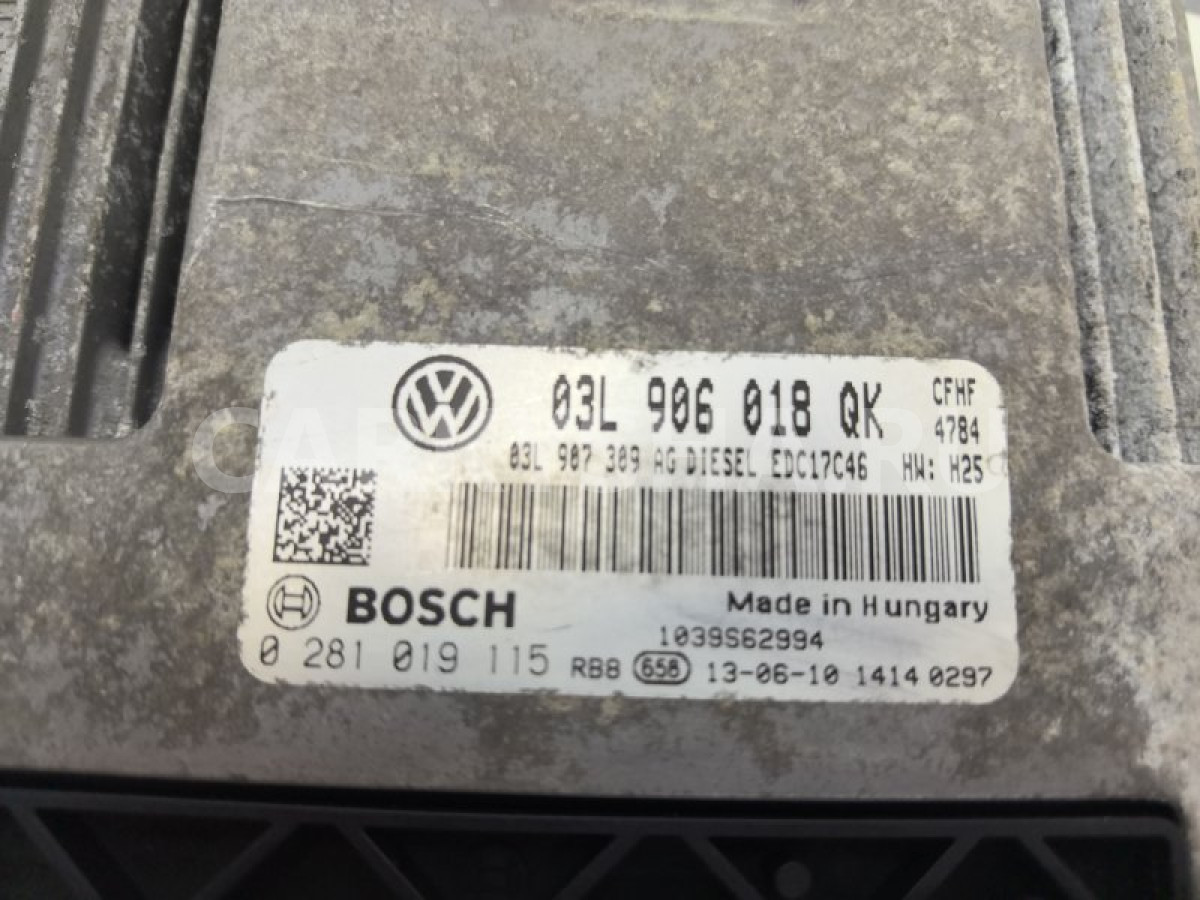 03L 906 018 QK CFHF
4784
03L 907 309 AG DIESEL EDC17C46 HW: H25
BOSCH
Made in Hungary
1039S62994
0 281 019 115 RB8 658 13-06-10 1414 0297